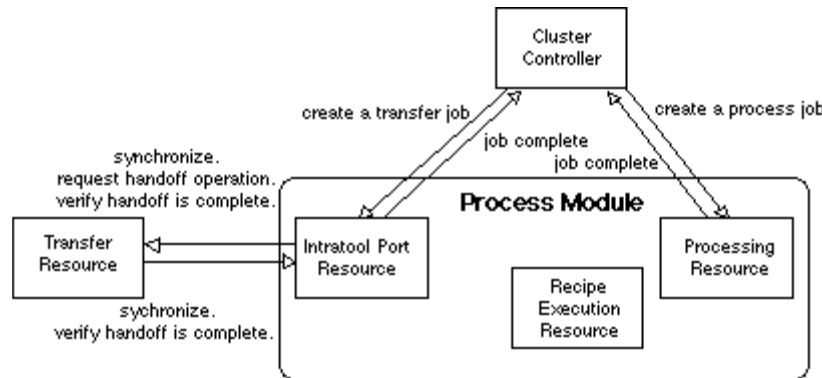 Cluster
Controller
create a transfer job
create a process job
job complete
job complete
synchronize.
request handoff operation.
verify handoff is complete.
Process Module
Transfer
Resource
Intratool Port
Resource
Processing
Resource
Recipe
Execution
Resource
sychronize.
verify handoff is complete.